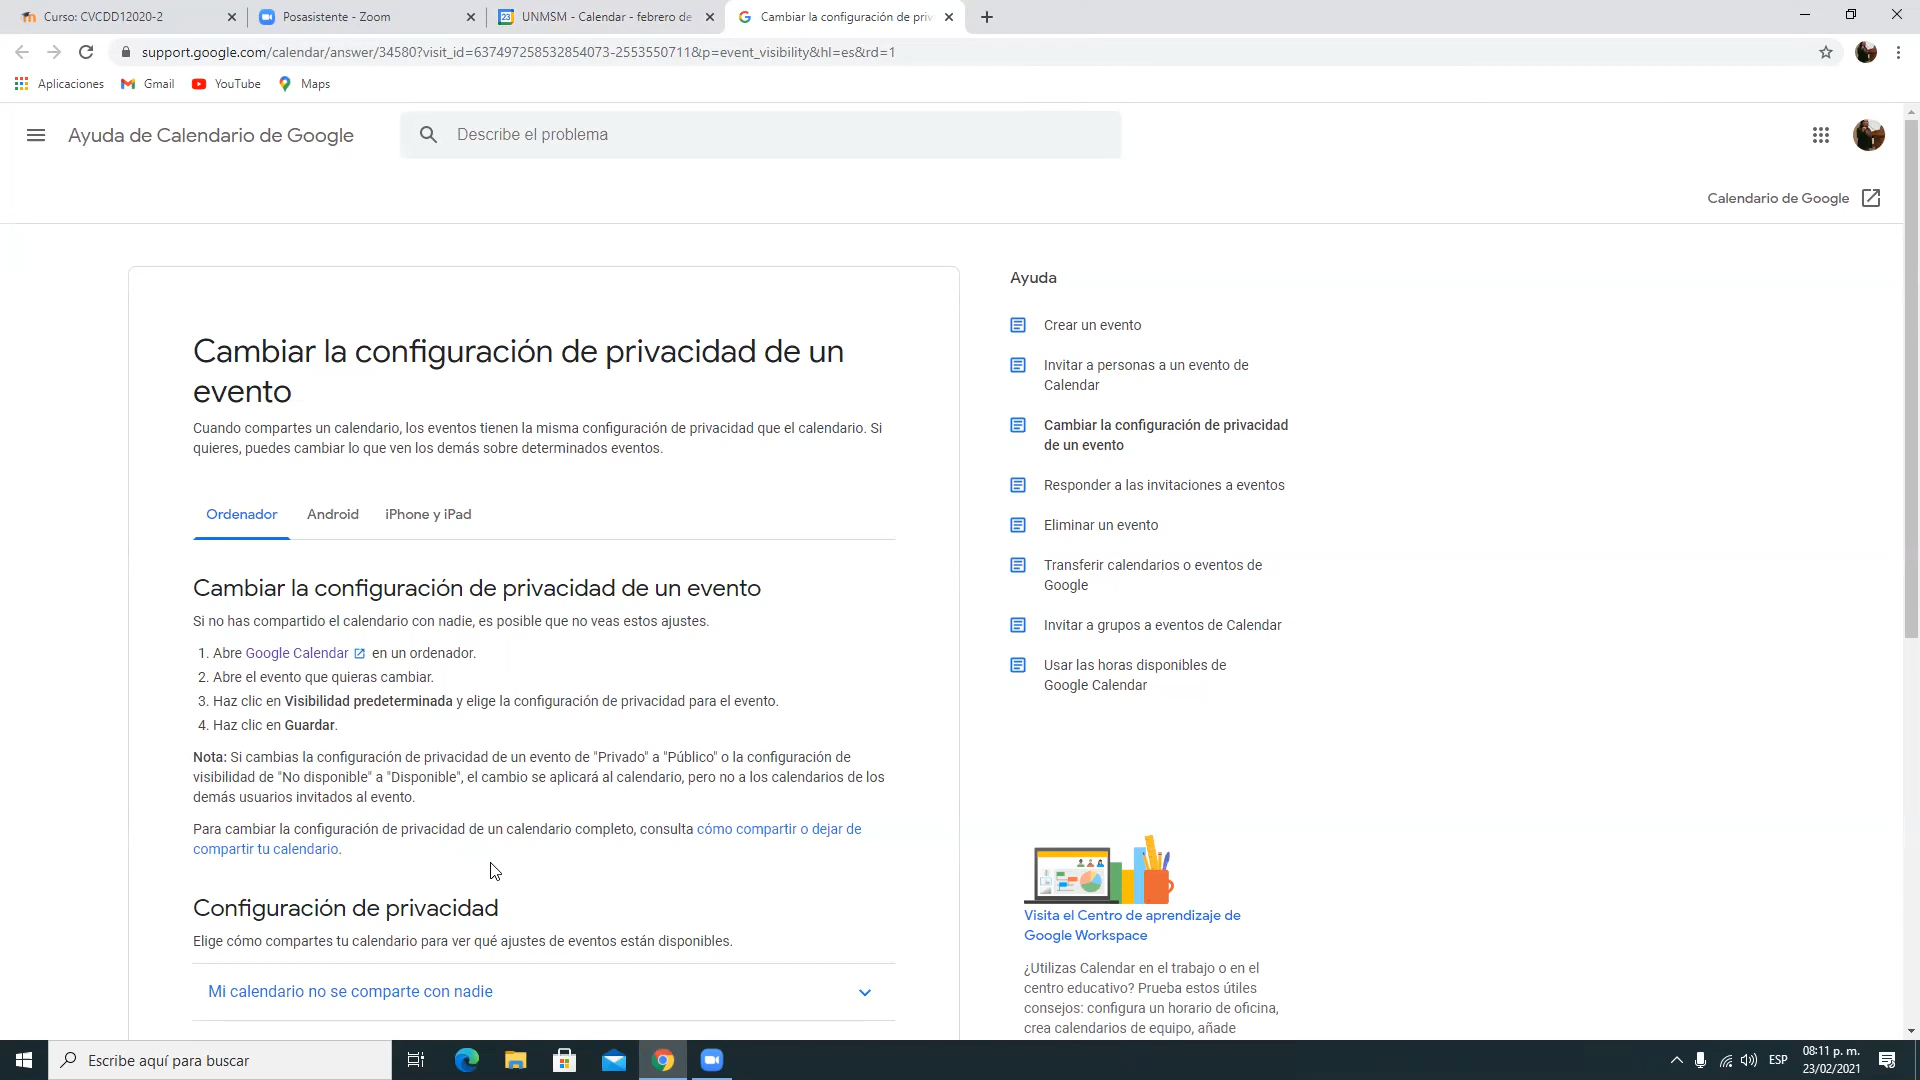 Curso: CVCDD12020-2
Posasistente - Zoom
UNMSM - Calendar - febrero de
Cambiar la configuración de priv
support.google.com/calendar/answer/34580?visit_id=637497258532854073-2553550711&p=event_visibility&hl=es&rd=1
Aplicaciones
Gmail
YouTube
Maps
Ayuda de Calendario de Google
Describe el problema
Calendario de Google
Cambiar la configuración de privacidad de un
evento
Cuando compartes un calendario, los eventos tienen la misma configuración de privacidad que el calendario. Si
quieres, puedes cambiar lo que ven los demás sobre determinados eventos.
Ordenador
Android
iPhone y iPad
Cambiar la configuración de privacidad de un evento
Si no has compartido el calendario con nadie, es posible que no veas estos ajustes.
1. Abre Google Calendar en un ordenador.
2. Abre el evento que quieras cambiar.
3. Haz clic en Visibilidad predeterminada y elige la configuración de privacidad para el evento.
4. Haz clic en Guardar.
Nota: Si cambias la configuración de privacidad de un evento de "Privado" a "Público" o la configuración de
visibilidad de "No disponible" a "Disponible", el cambio se aplicará al calendario, pero no a los calendarios de los
demás usuarios invitados al evento.
Para cambiar la configuración de privacidad de un calendario completo, consulta cómo compartir o dejar de
compartir tu calendario.
Configuración de privacidad
Elige cómo compartes tu calendario para ver qué ajustes de eventos están disponibles.
Mi calendario no se comparte con nadie
Ayuda
Crear un evento
Invitar a personas a un evento de
Calendar
Cambiar la configuración de privacidad
de un evento
Responder a las invitaciones a eventos
Eliminar un evento
Transferir calendarios o eventos de
Google
Invitar a grupos a eventos de Calendar
Usar las horas disponibles de
Google Calendar
Visita el Centro de aprendizaje de
Google Workspace
¿Utilizas Calendar en el trabajo o en el
centro educativo? Prueba estos útiles
consejos: configura un horario de oficina,
crea calendarios de equipo, añade
Escribe aquí para buscar
ESP
08:11 p. m.
23/02/2021